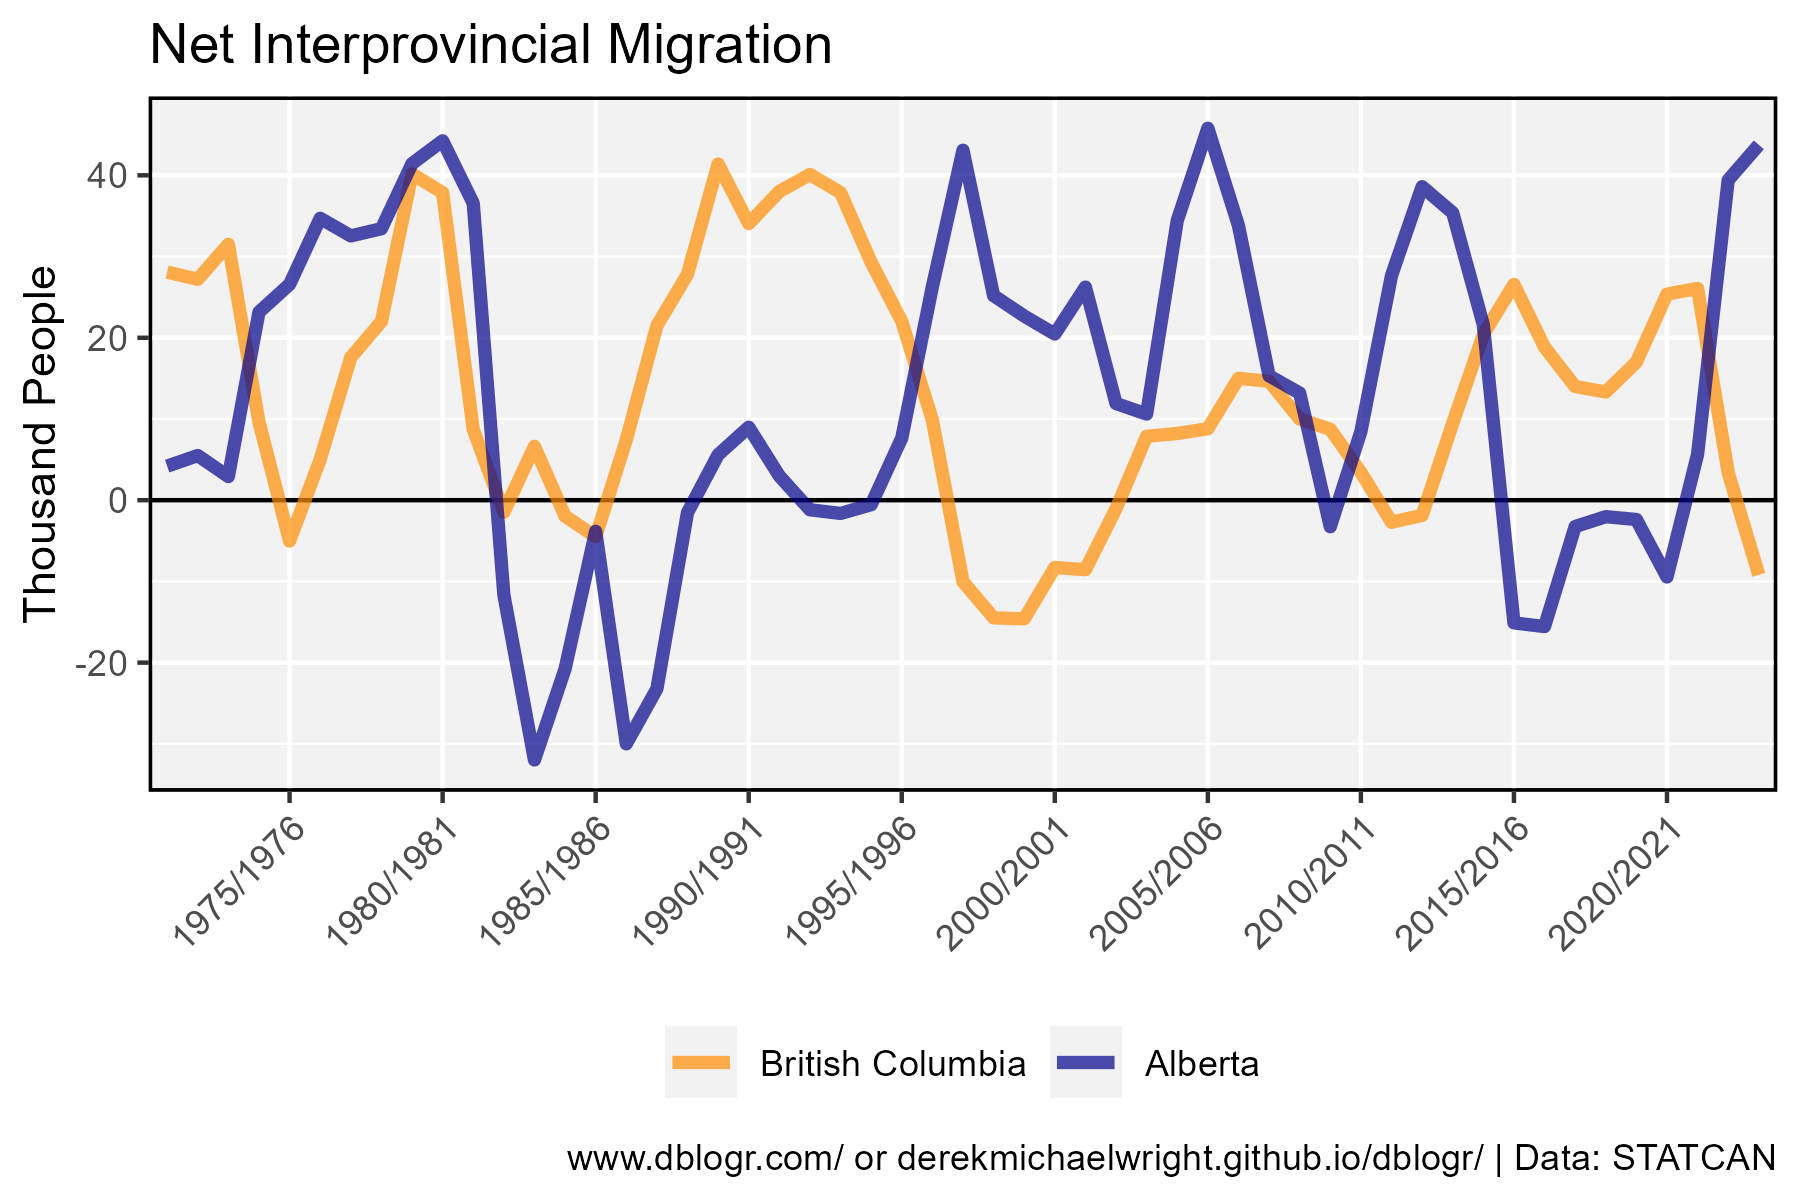 Net Interprovincial Migration
Thousand People
40
20
0
-20
1975/1976
1980/1981
1985/1986
1990/1991
1995/1996
2000/2001
2005/2006
2010/2011
2015/2016
2020/2021
British Columbia
Alberta
www.dblogr.com/ or derekmichaelwright.github.io/dblogr/ | Data: STATCAN